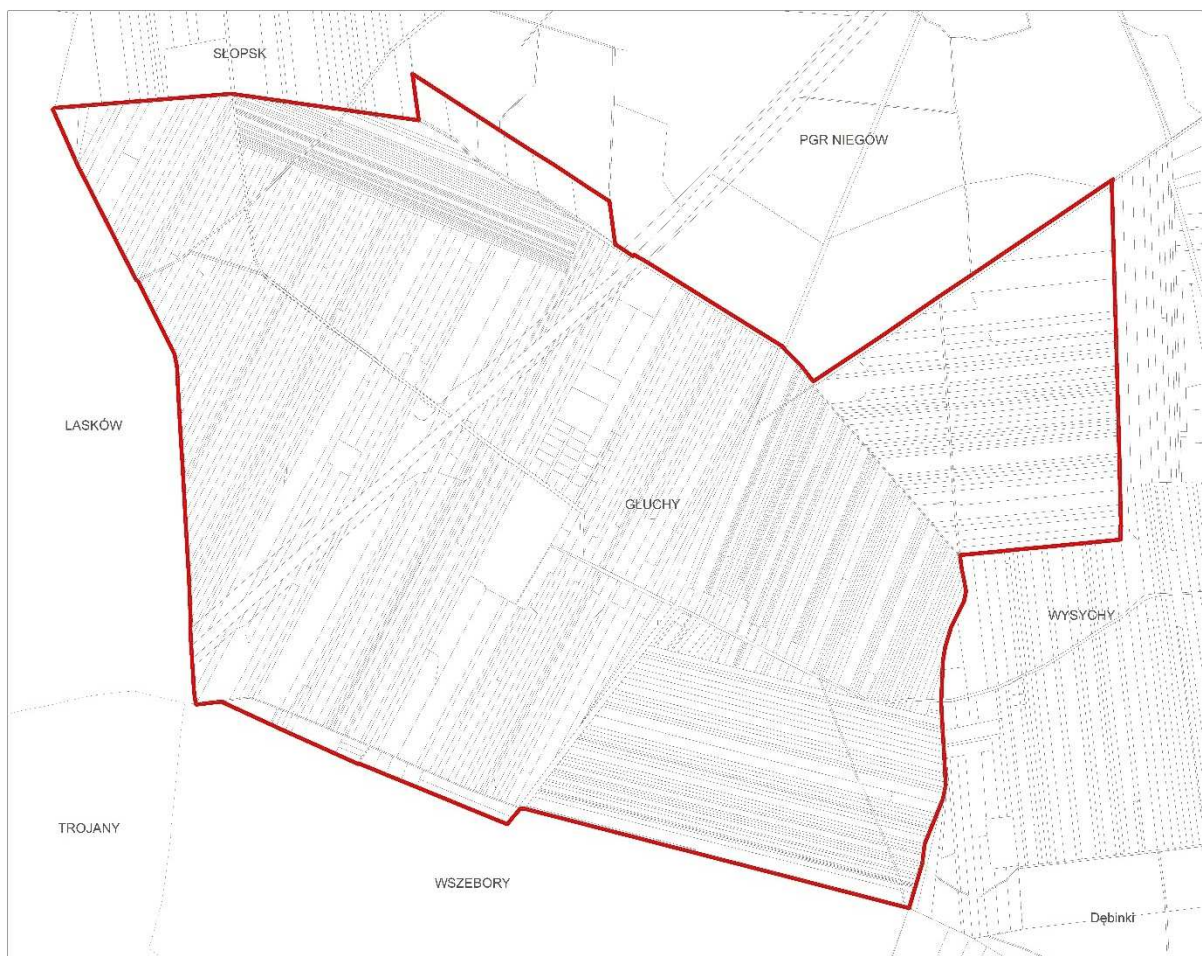 SŁOPSK
PGR NIEGÓW
LASKÓW
GŁUCHY
WYSYCHY
TROJANY
WSZEBORY
Dębinki